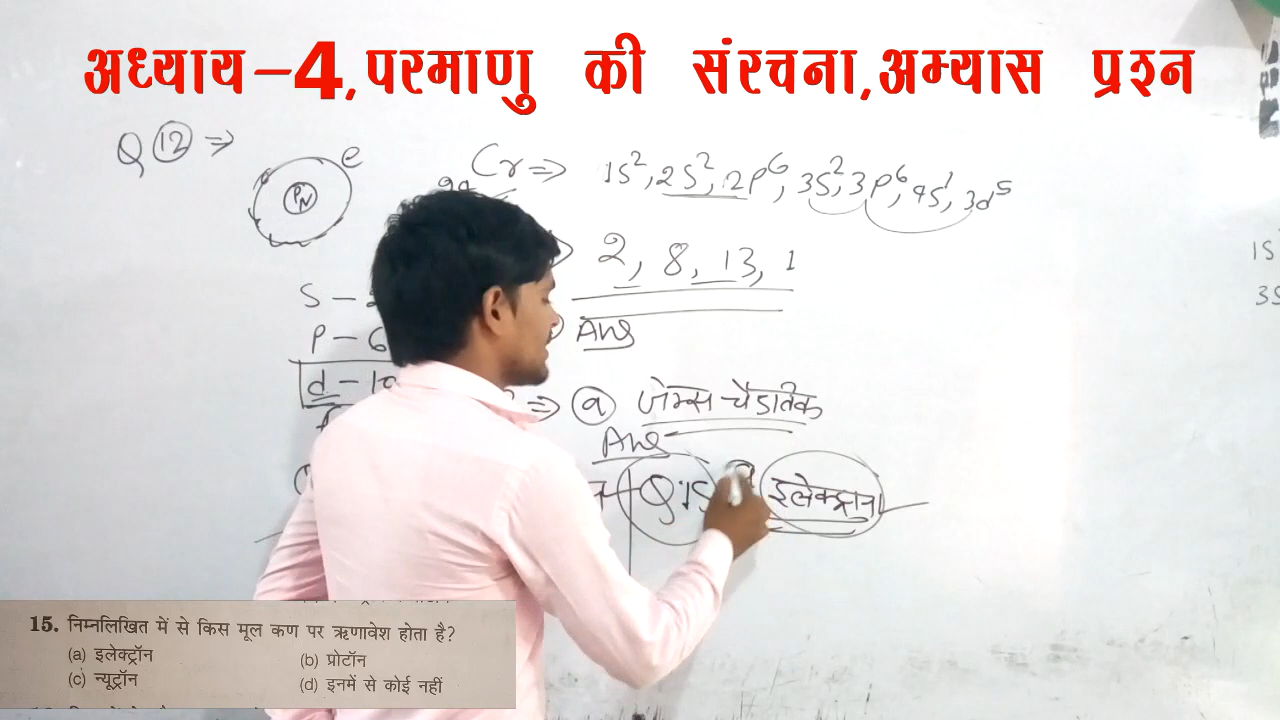 अध्याय-4, परमाणु की संरचना, अभ्यास प्रश्न
Q 12 ⇒
e
P N
Cr ⇒ 1S², 2S², 2P⁶, 3S², 3P⁶, 4S¹, 3d⁵
2, 8, 13, 1
S –
P – 6
d – 10
Ans
⇒ (a) जेम्स चैडविक
Ans
Q 15 इलेक्ट्रान
1S
3S
15. निम्नलिखित में से किस मूल कण पर ऋणावेश होता है?
(a) इलेक्ट्रॉन (b) प्रोटॉन
(c) न्यूट्रॉन (d) इनमें से कोई नहीं